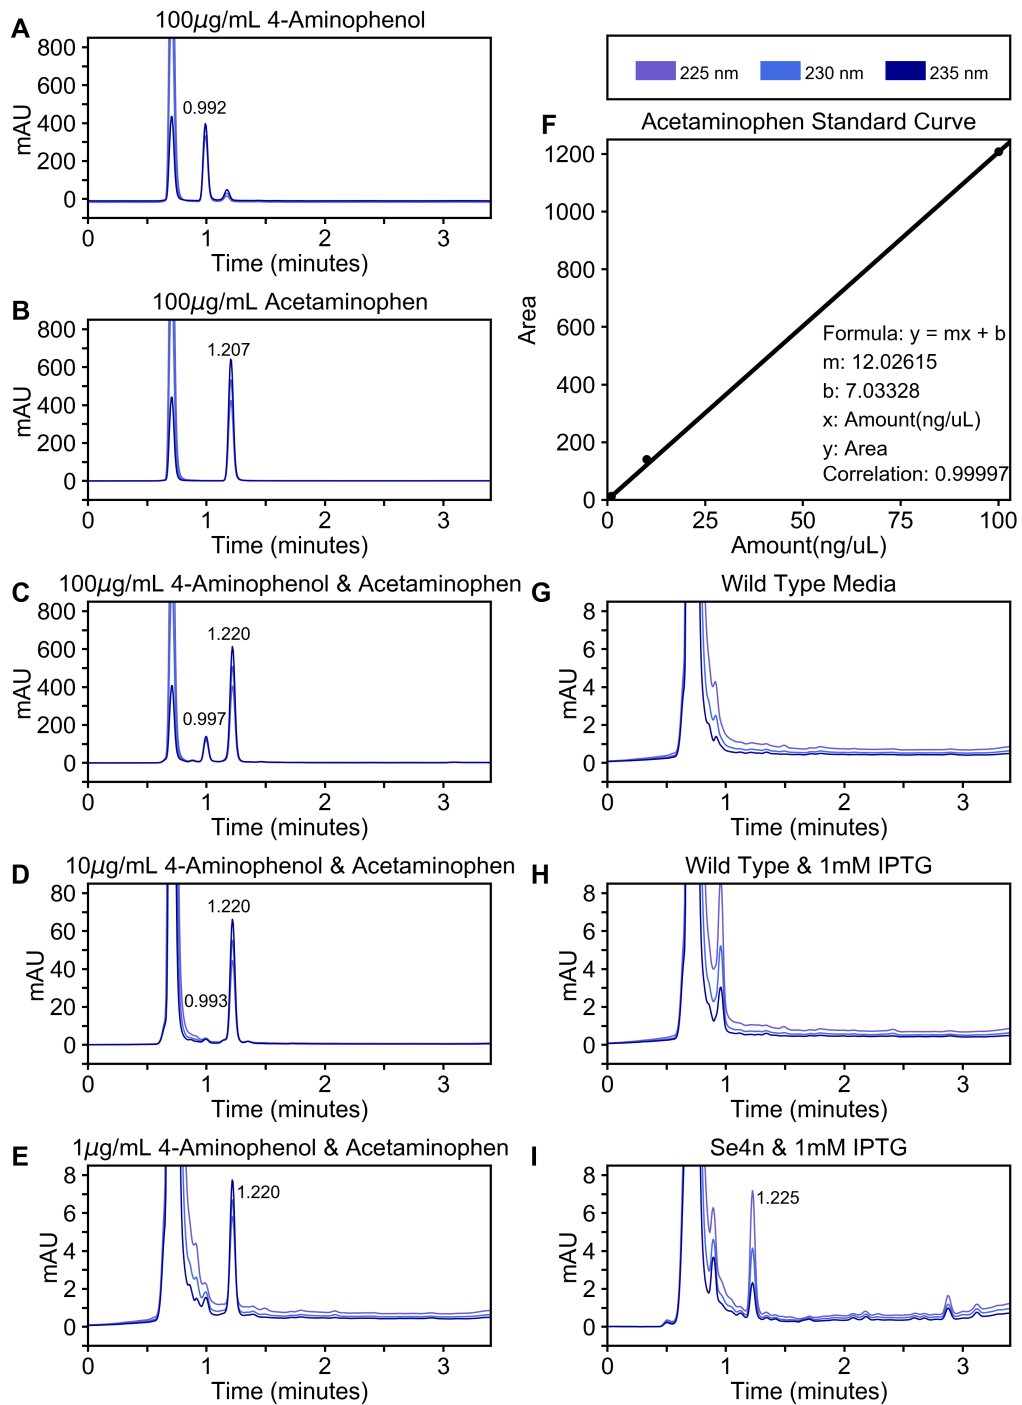 A
100µg/mL 4-Aminophenol
mAU
800
600
400
200
0
0.992
0 1 2 3
Time (minutes)
225 nm 230 nm 235 nm
B
100µg/mL Acetaminophen
mAU
800
600
400
200
0
1.207
0 1 2 3
Time (minutes)
F
Acetaminophen Standard Curve
Area
1200
1000
800
600
400
200
0
Formula: y = mx + b
m: 12.02615
b: 7.03328
x: Amount(ng/uL)
y: Area
Correlation: 0.99997
0 25 50 75 100
Amount(ng/uL)
C
100µg/mL 4-Aminophenol & Acetaminophen
mAU
800
600
400
200
0
1.220
0.997
0 1 2 3
Time (minutes)
G
Wild Type Media
mAU
8
6
4
2
0
0 1 2 3
Time (minutes)
D
10µg/mL 4-Aminophenol & Acetaminophen
mAU
80
60
40
20
0
1.220
0.993
0 1 2 3
Time (minutes)
H
Wild Type & 1mM IPTG
mAU
8
6
4
2
0
0 1 2 3
Time (minutes)
E
1µg/mL 4-Aminophenol & Acetaminophen
mAU
8
6
4
2
0
1.220
0 1 2 3
Time (minutes)
I
Se4n & 1mM IPTG
mAU
8
6
4
2
0
1.225
0 1 2 3
Time (minutes)